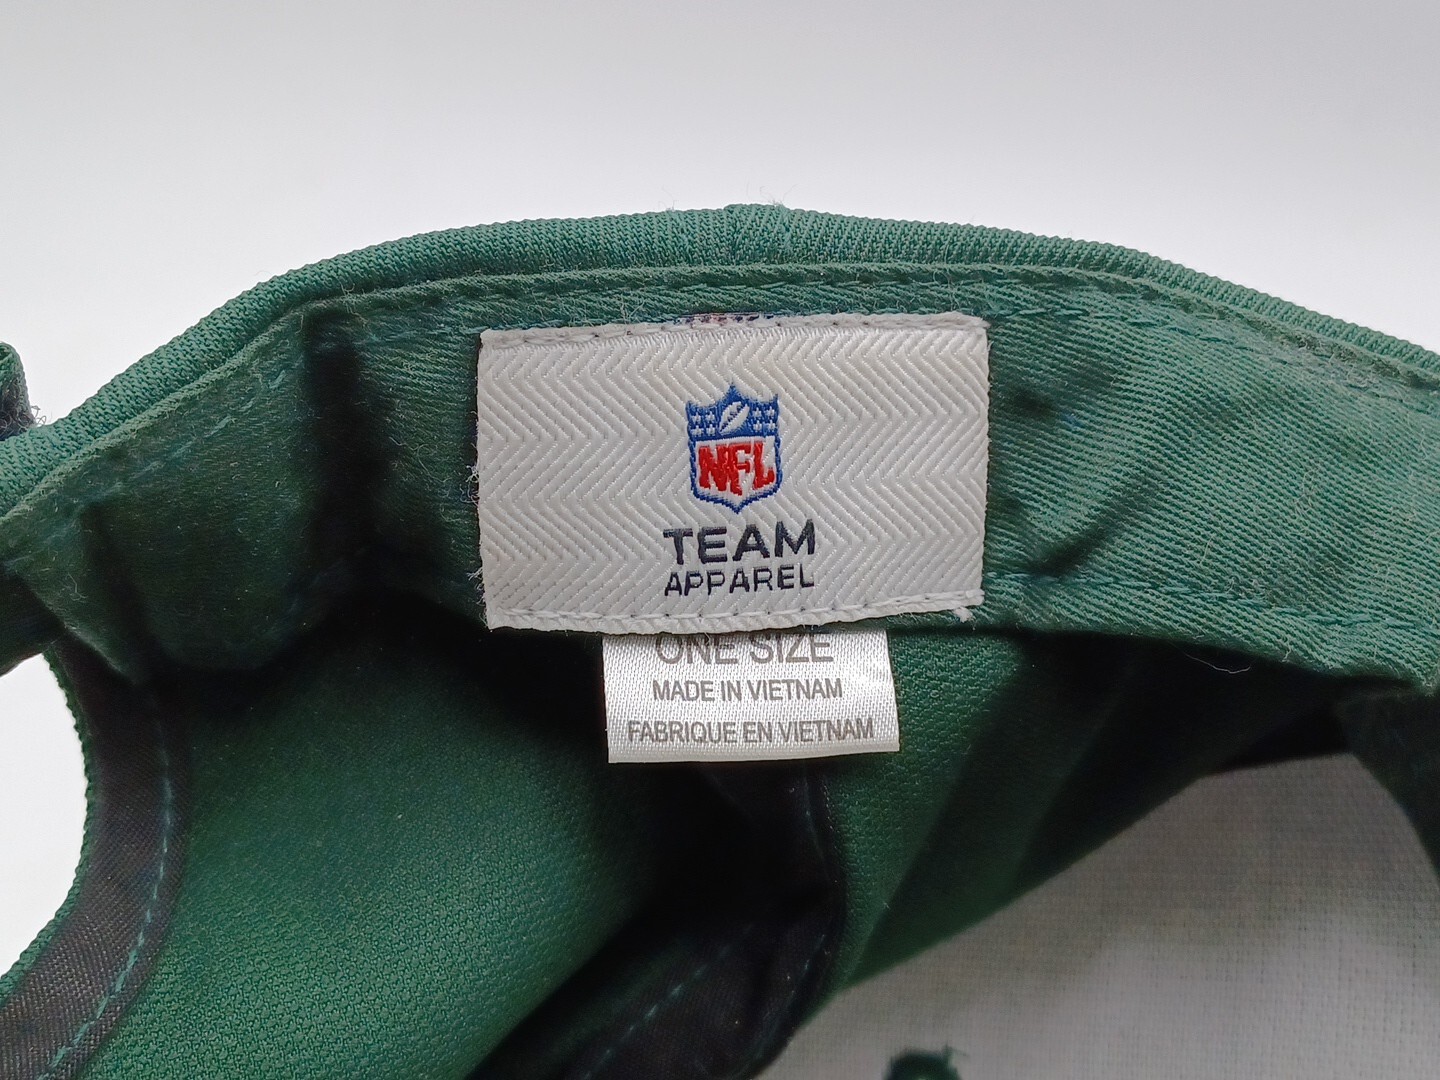 NFL
TEAM
APPAREL
ONE SIZE
MADE IN VIETNAM
FABRIQUE EN VIETNAM